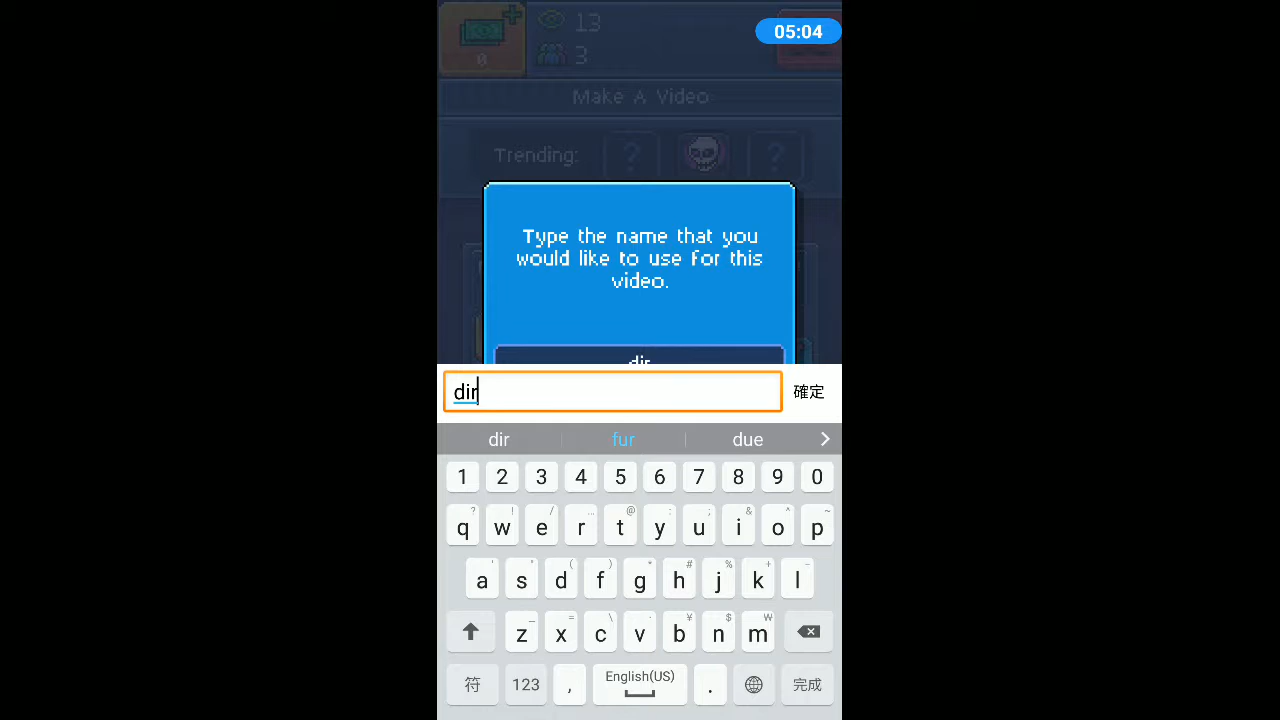 13
05:04
0
3
Make A Video
Trending: ? ?
Type the name that you
would like to use for this
video.
dir
dir 確定
dir fur due
1 2 3 4 5 6 7 8 9 0
q w e r t y u i o p
a s d f g h j k l
z x c v b n m
符 123 , English(US) . 完成